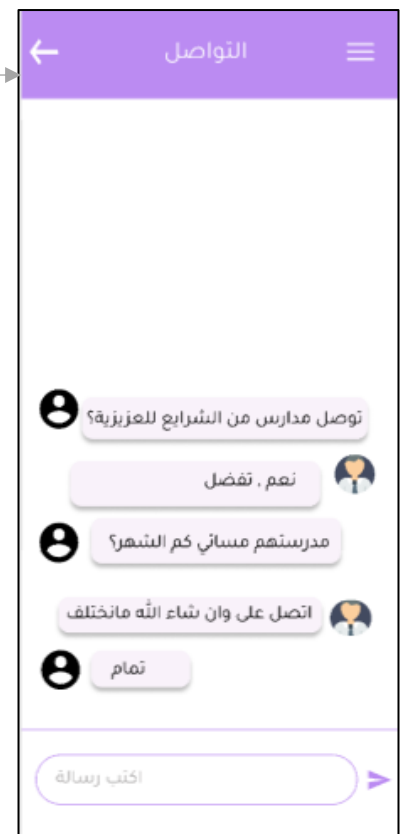 التواصل
توصل مدارس من الشرايع للعزيزية؟
نعم , تفضل
مدرستهم مسائي كم الشهر؟
اتصل على وان شاء الله مانختلف
تمام
اكتب رسالة